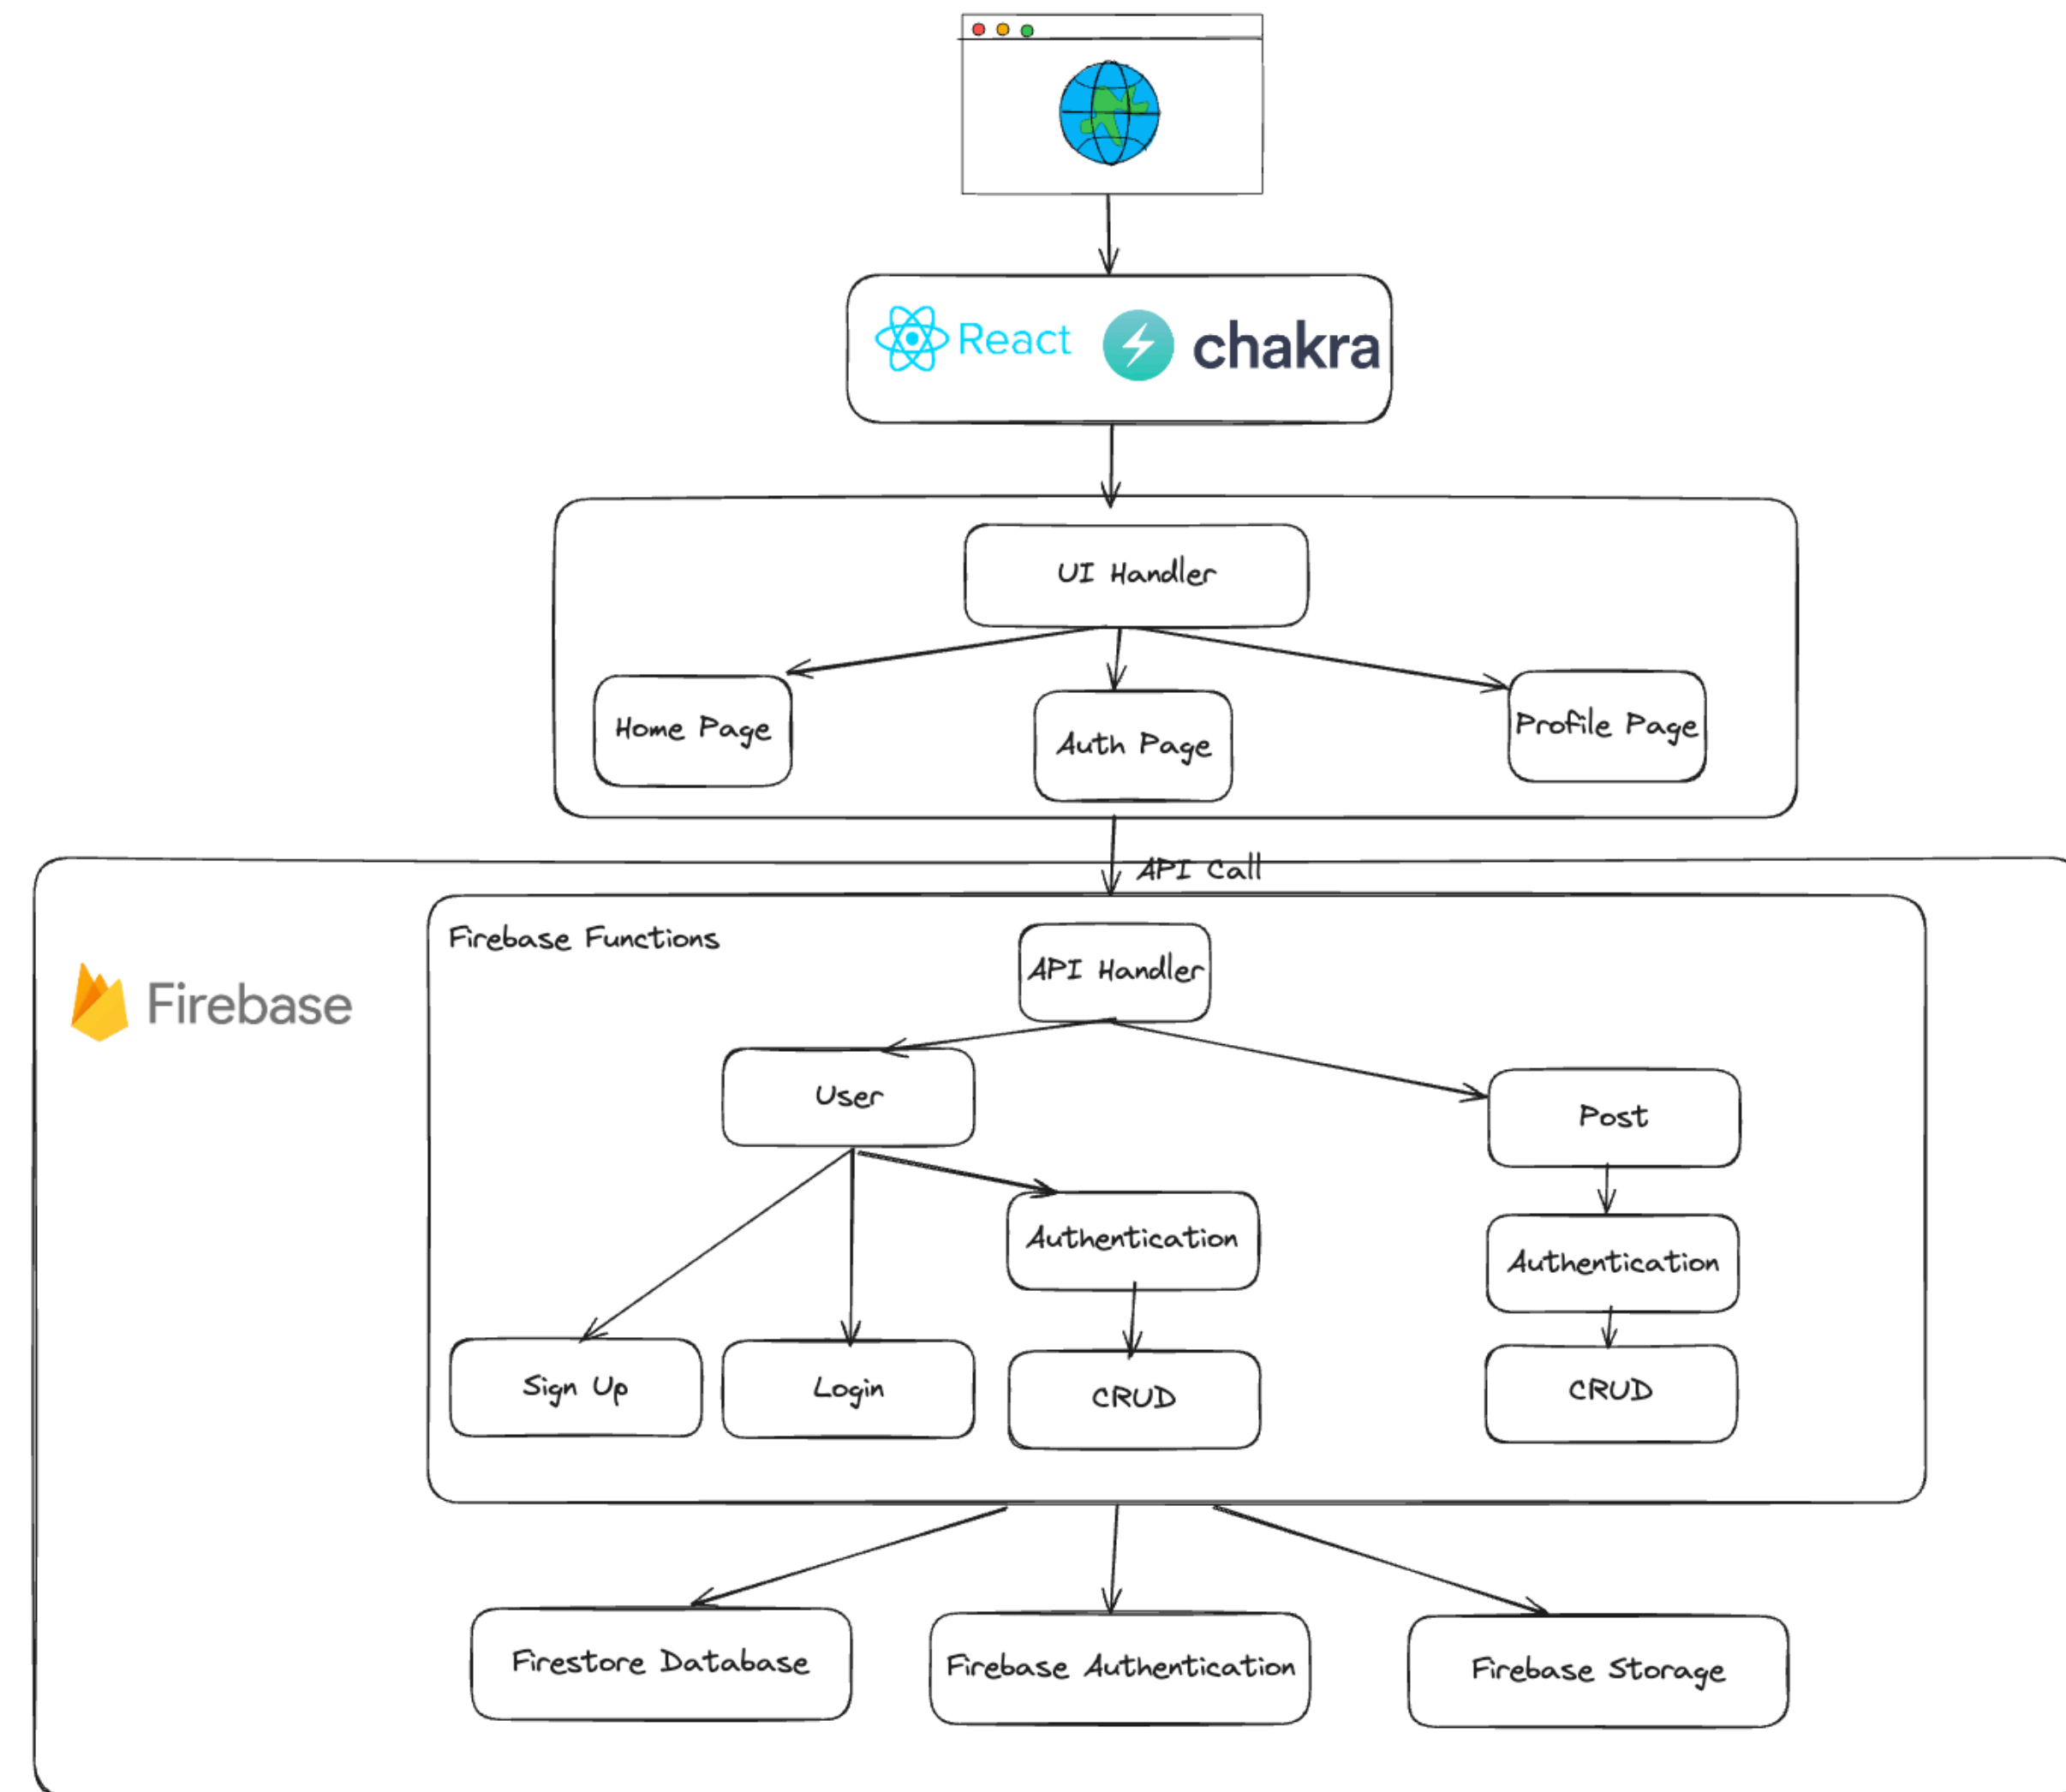 React
chakra
UI Handler
Home Page
Auth Page
Profile Page
API Call
Firebase Functions
API Handler
Firebase
User
Post
Authentication
Authentication
Sign Up
Login
CRUD
CRUD
Firestore Database
Firebase Authentication
Firebase Storage